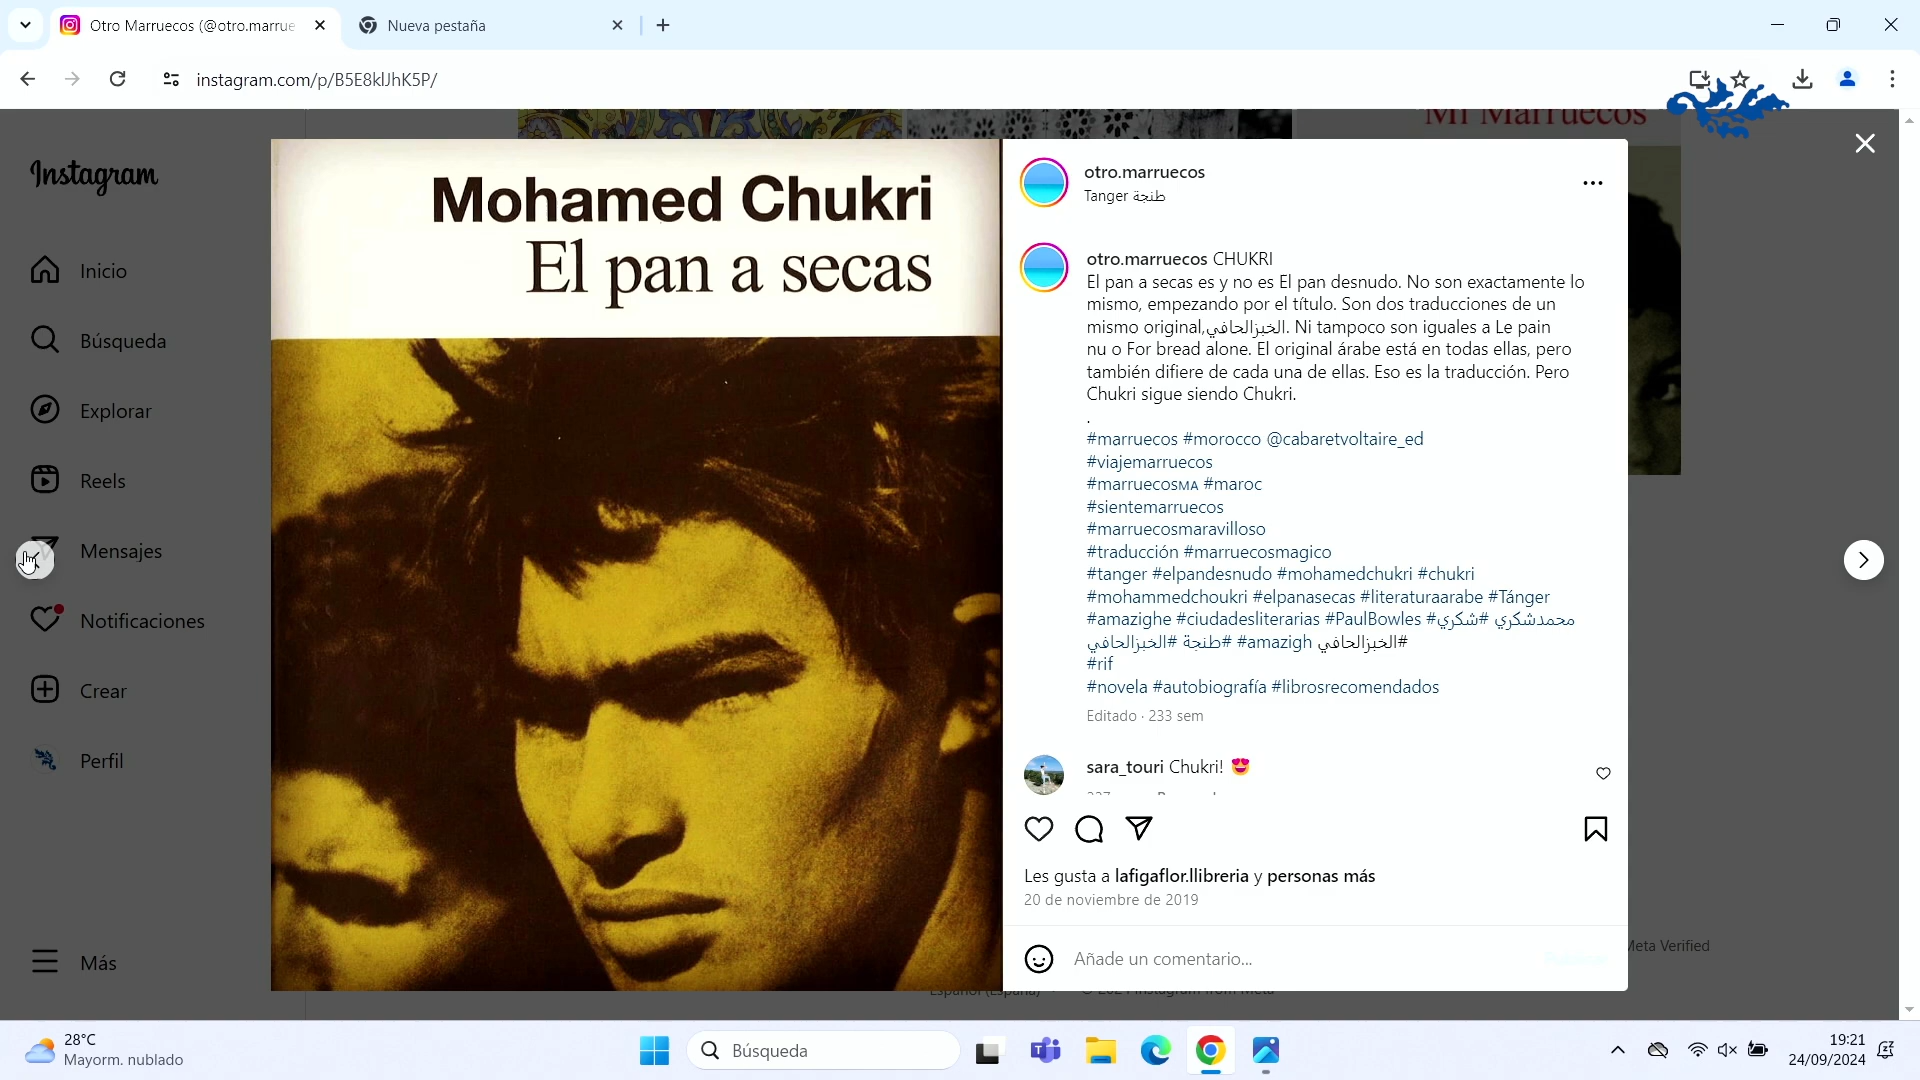 Otro Marruecos (@otro.marrue
Nueva pestaña
instagram.com/p/B5E8klJhK5P/
Mi Marruecos
Instagram
Inicio
Búsqueda
Explorar
Reels
Mensajes
Notificaciones
Crear
Perfil
Más
Mohamed Chukri
El pan a secas
otro.marruecos
Tanger طنجة
otro.marruecos CHUKRI
El pan a secas es y no es El pan desnudo. No son exactamente lo
mismo, empezando por el título. Son dos traducciones de un
mismo original,الخبزالحافي. Ni tampoco son iguales a Le pain
nu o For bread alone. El original árabe está en todas ellas, pero
también difiere de cada una de ellas. Eso es la traducción. Pero
Chukri sigue siendo Chukri.
.
#marruecos #morocco @cabaretvoltaire_ed
#viajemarruecos
#marruecosᴍᴀ #maroc
#sientemarruecos
#marruecosmaravilloso
#traducción #marruecosmagico
#tanger #elpandesnudo #mohamedchukri #chukri
#mohammedchoukri #elpanasecas #literaturaarabe #Tánger
#amazighe #ciudadesliterarias #PaulBowles #محمدشكري #شكري
#طنجة #الخبزالحافي #amazigh الخبزالحافي#
#rif
#novela #autobiografía #librosrecomendados
Editado · 233 sem
sara_touri Chukri! 😍
Les gusta a lafigaflor.llibreria y personas más
20 de noviembre de 2019
Añade un comentario...
Meta Verified
28°C
Mayorm. nublado
Búsqueda
19:21
24/09/2024